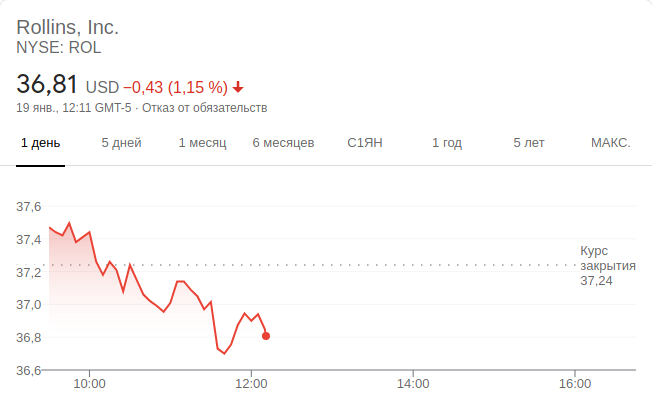 Rollins, Inc.
NYSE: ROL
36,81 USD −0,43 (1,15 %)
19 янв., 12:11 GMT-5 · Отказ от обязательств
1 день 5 дней 1 месяц 6 месяцев С1ЯН 1 год 5 лет МАКС.
37,6
37,4
37,2
37,0
36,8
36,6
Курс
закрытия
37,24
10:00 12:00 14:00 16:00